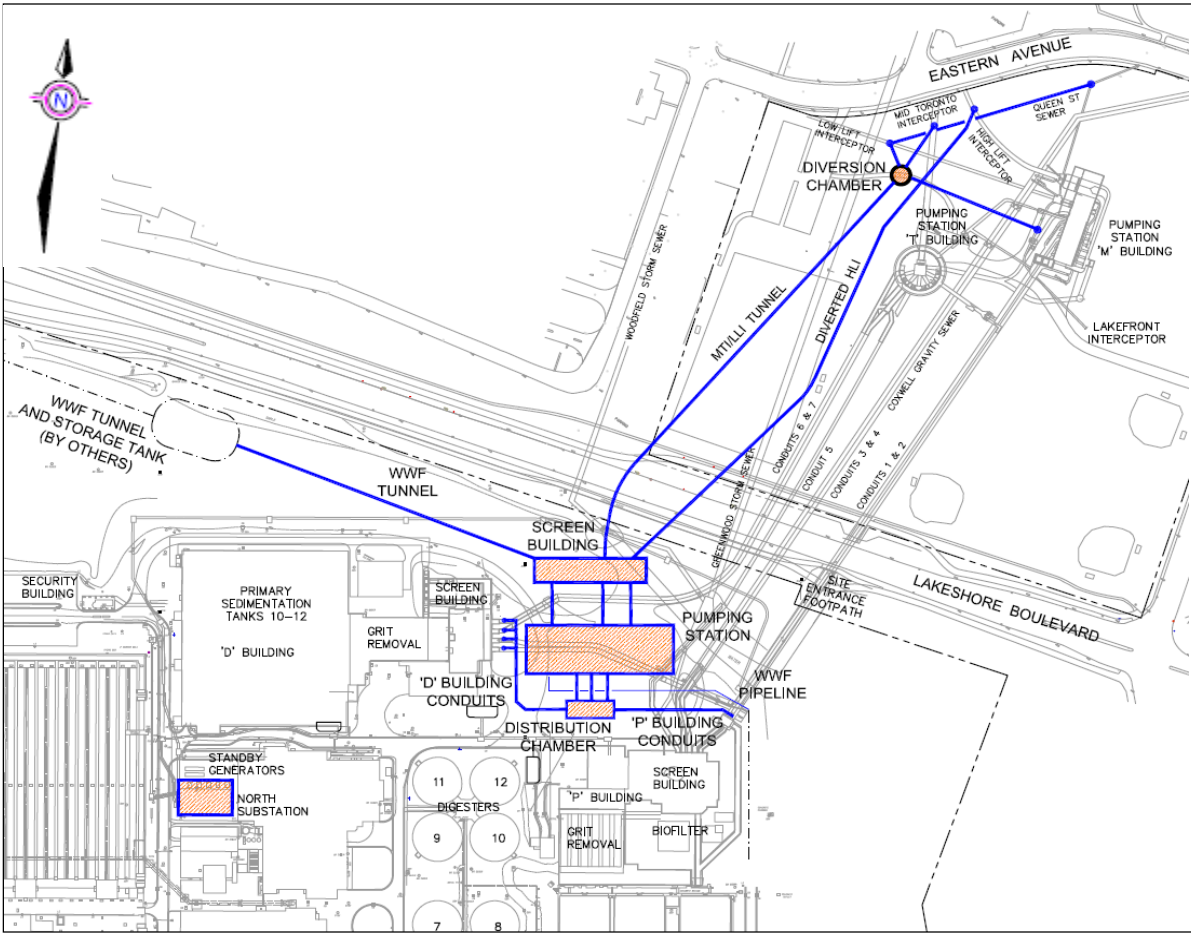 N
EASTERN AVENUE
MID TORONTO
INTERCEPTOR
QUEEN ST
SEWER
LOW LIFT
INTERCEPTOR
HIGH LIFT
INTERCEPTOR
DIVERSION
CHAMBER
PUMPING
STATION
'T' BUILDING
PUMPING
STATION
'M' BUILDING
WOODFIELD STORM SEWER
MTI/LLI TUNNEL
DIVERTED HLI
LAKEFRONT
INTERCEPTOR
COXWELL GRAVITY SEWER
CONDUITS 6 & 7
CONDUIT 5
CONDUITS 3 & 4
CONDUITS 1 & 2
GREENWOOD STORM SEWER
WWF TUNNEL
AND STORAGE TANK
(BY OTHERS)
WWF
TUNNEL
SCREEN
BUILDING
LAKESHORE BOULEVARD
SITE
ENTRANCE
FOOTPATH
SECURITY
BUILDING
PRIMARY
SEDIMENTATION
TANKS 10-12
'D' BUILDING
SCREEN
BUILDING
GRIT
REMOVAL
PUMPING
STATION
'D' BUILDING
CONDUITS
WWF
PIPELINE
DISTRIBUTION
CHAMBER
'P' BUILDING
CONDUITS
STANDBY
GENERATORS
NORTH
SUBSTATION
11
12
DIGESTERS
9
10
7
8
'P' BUILDING
SCREEN
BUILDING
GRIT
REMOVAL
BIOFILTER